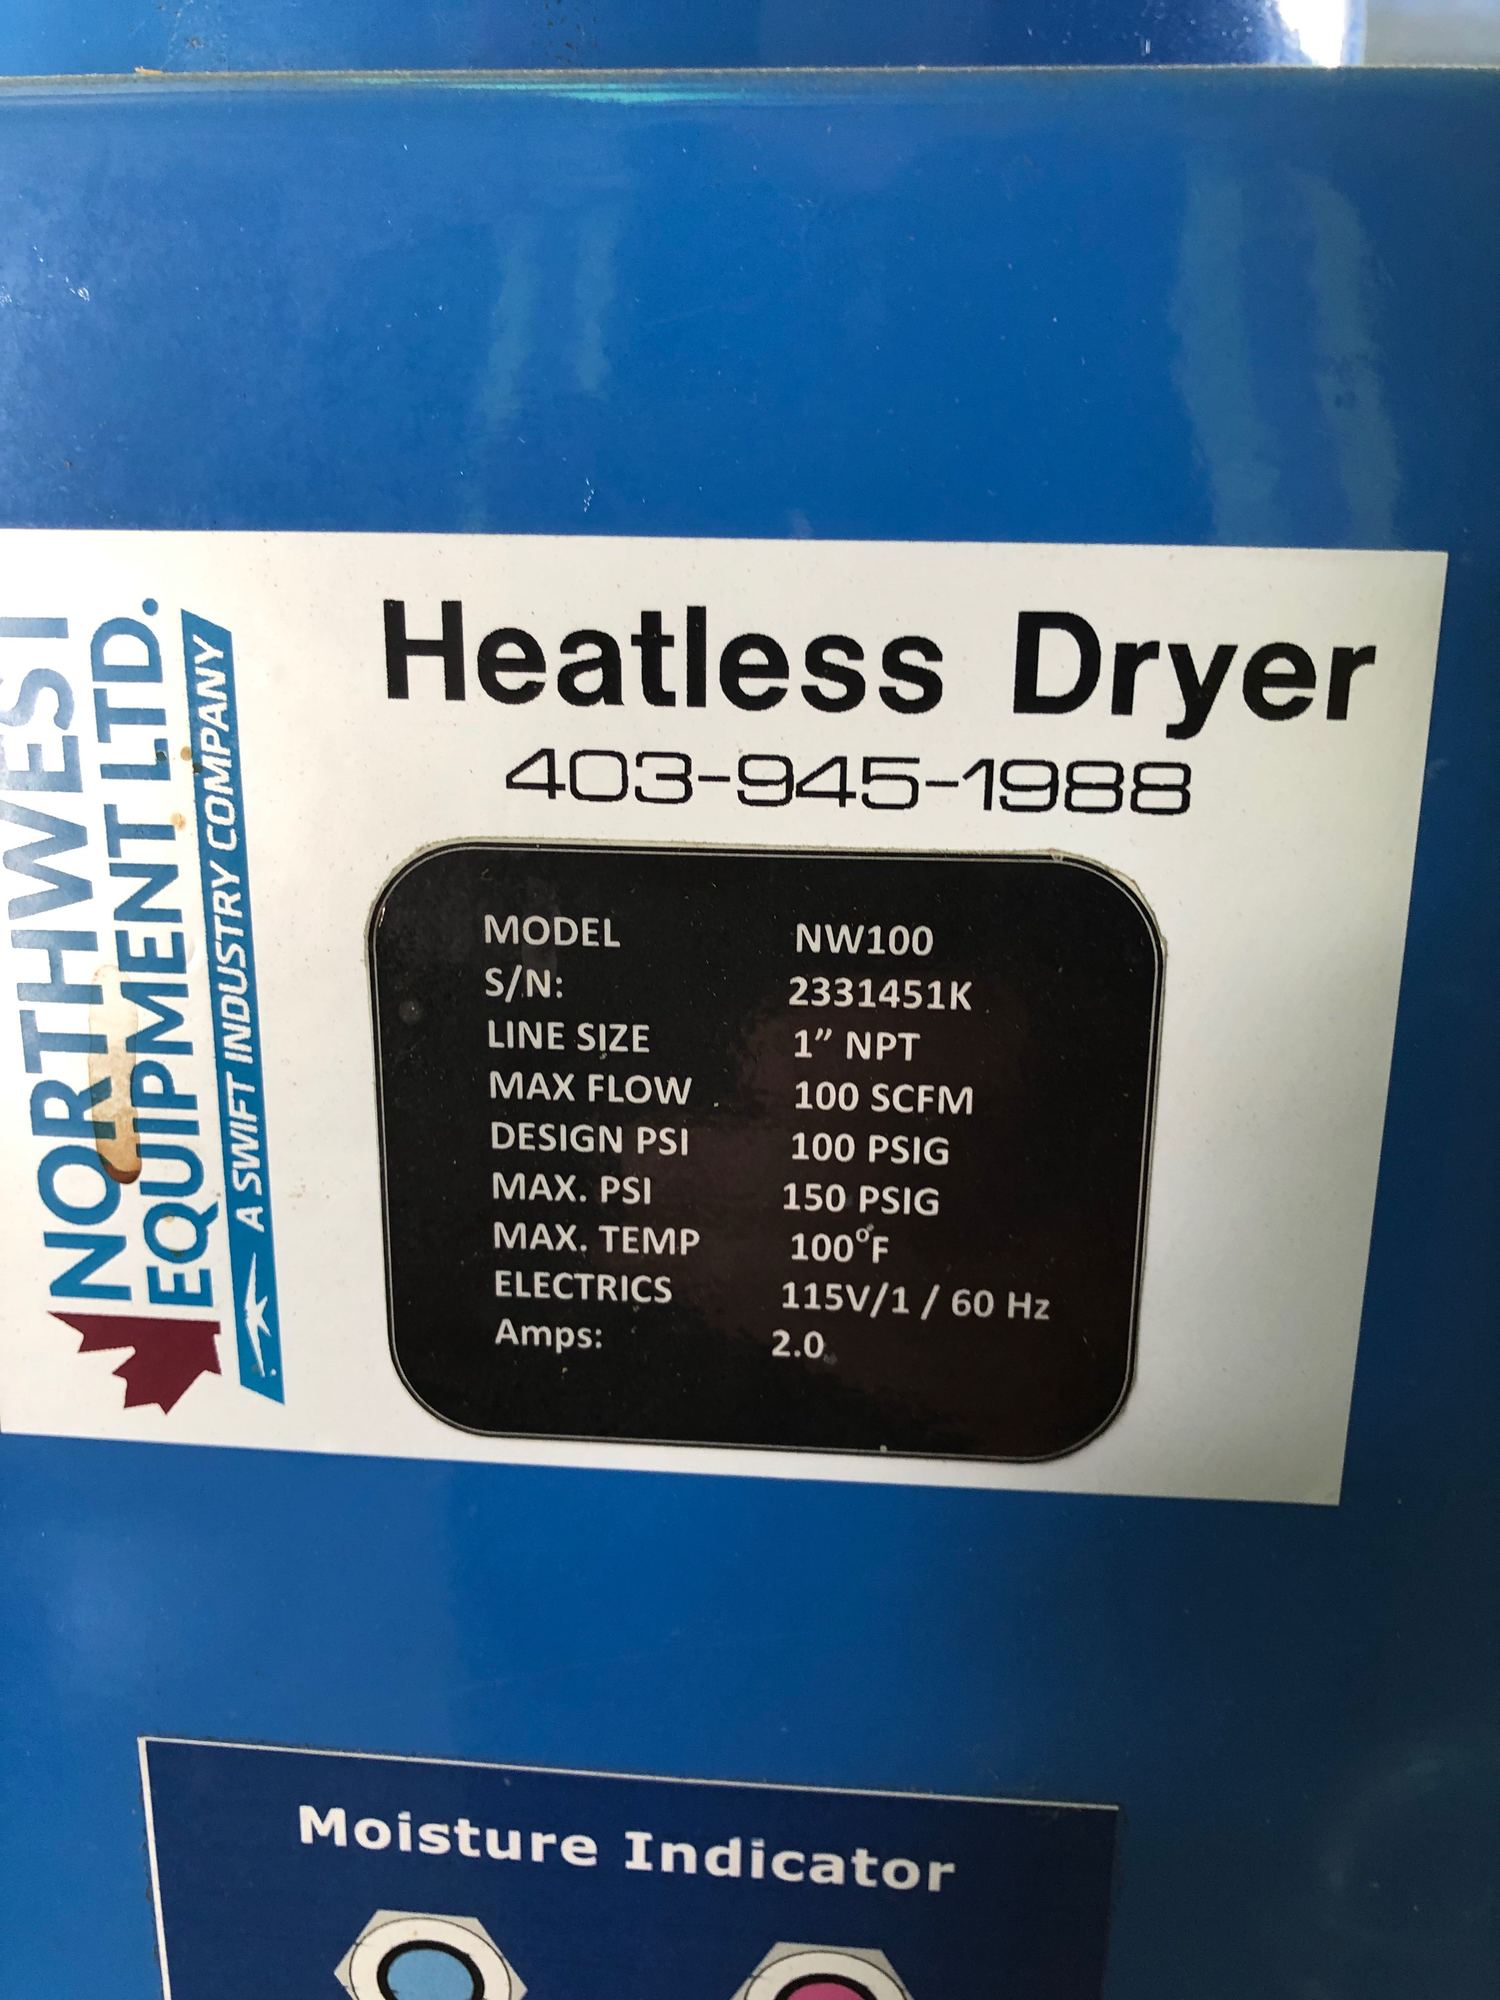 NORTHWEST
EQUIPMENT LTD.
A SWIFT INDUSTRY COMPANY
Heatless Dryer
403-945-1988
MODEL NW100
S/N: 2331451K
LINE SIZE 1” NPT
MAX FLOW 100 SCFM
DESIGN PSI 100 PSIG
MAX. PSI 150 PSIG
MAX. TEMP 100°F
ELECTRICS 115V/1 / 60 Hz
Amps: 2.0
Moisture Indicator